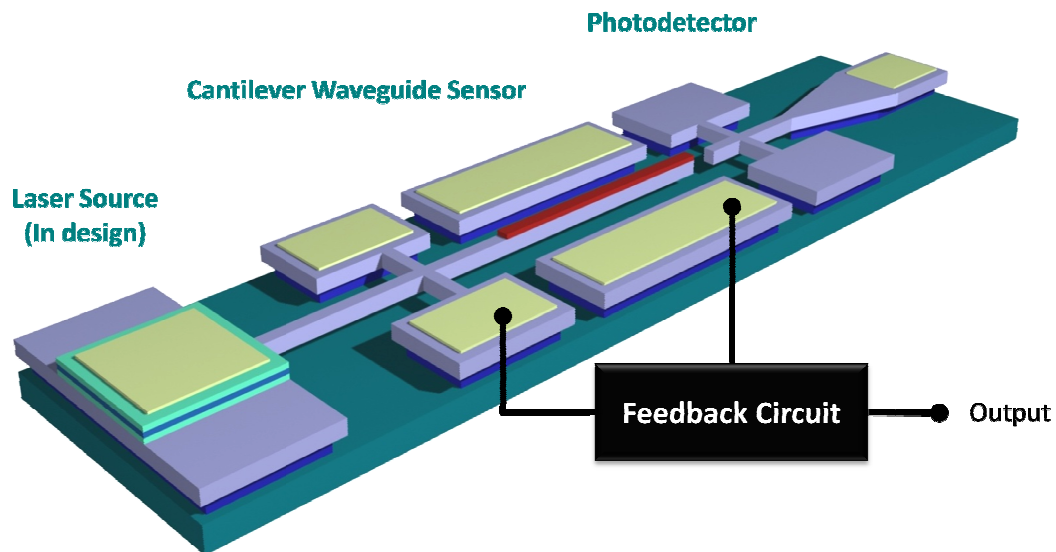 Photodetector
Cantilever Waveguide Sensor
Laser Source
(In design)
Feedback Circuit
Output